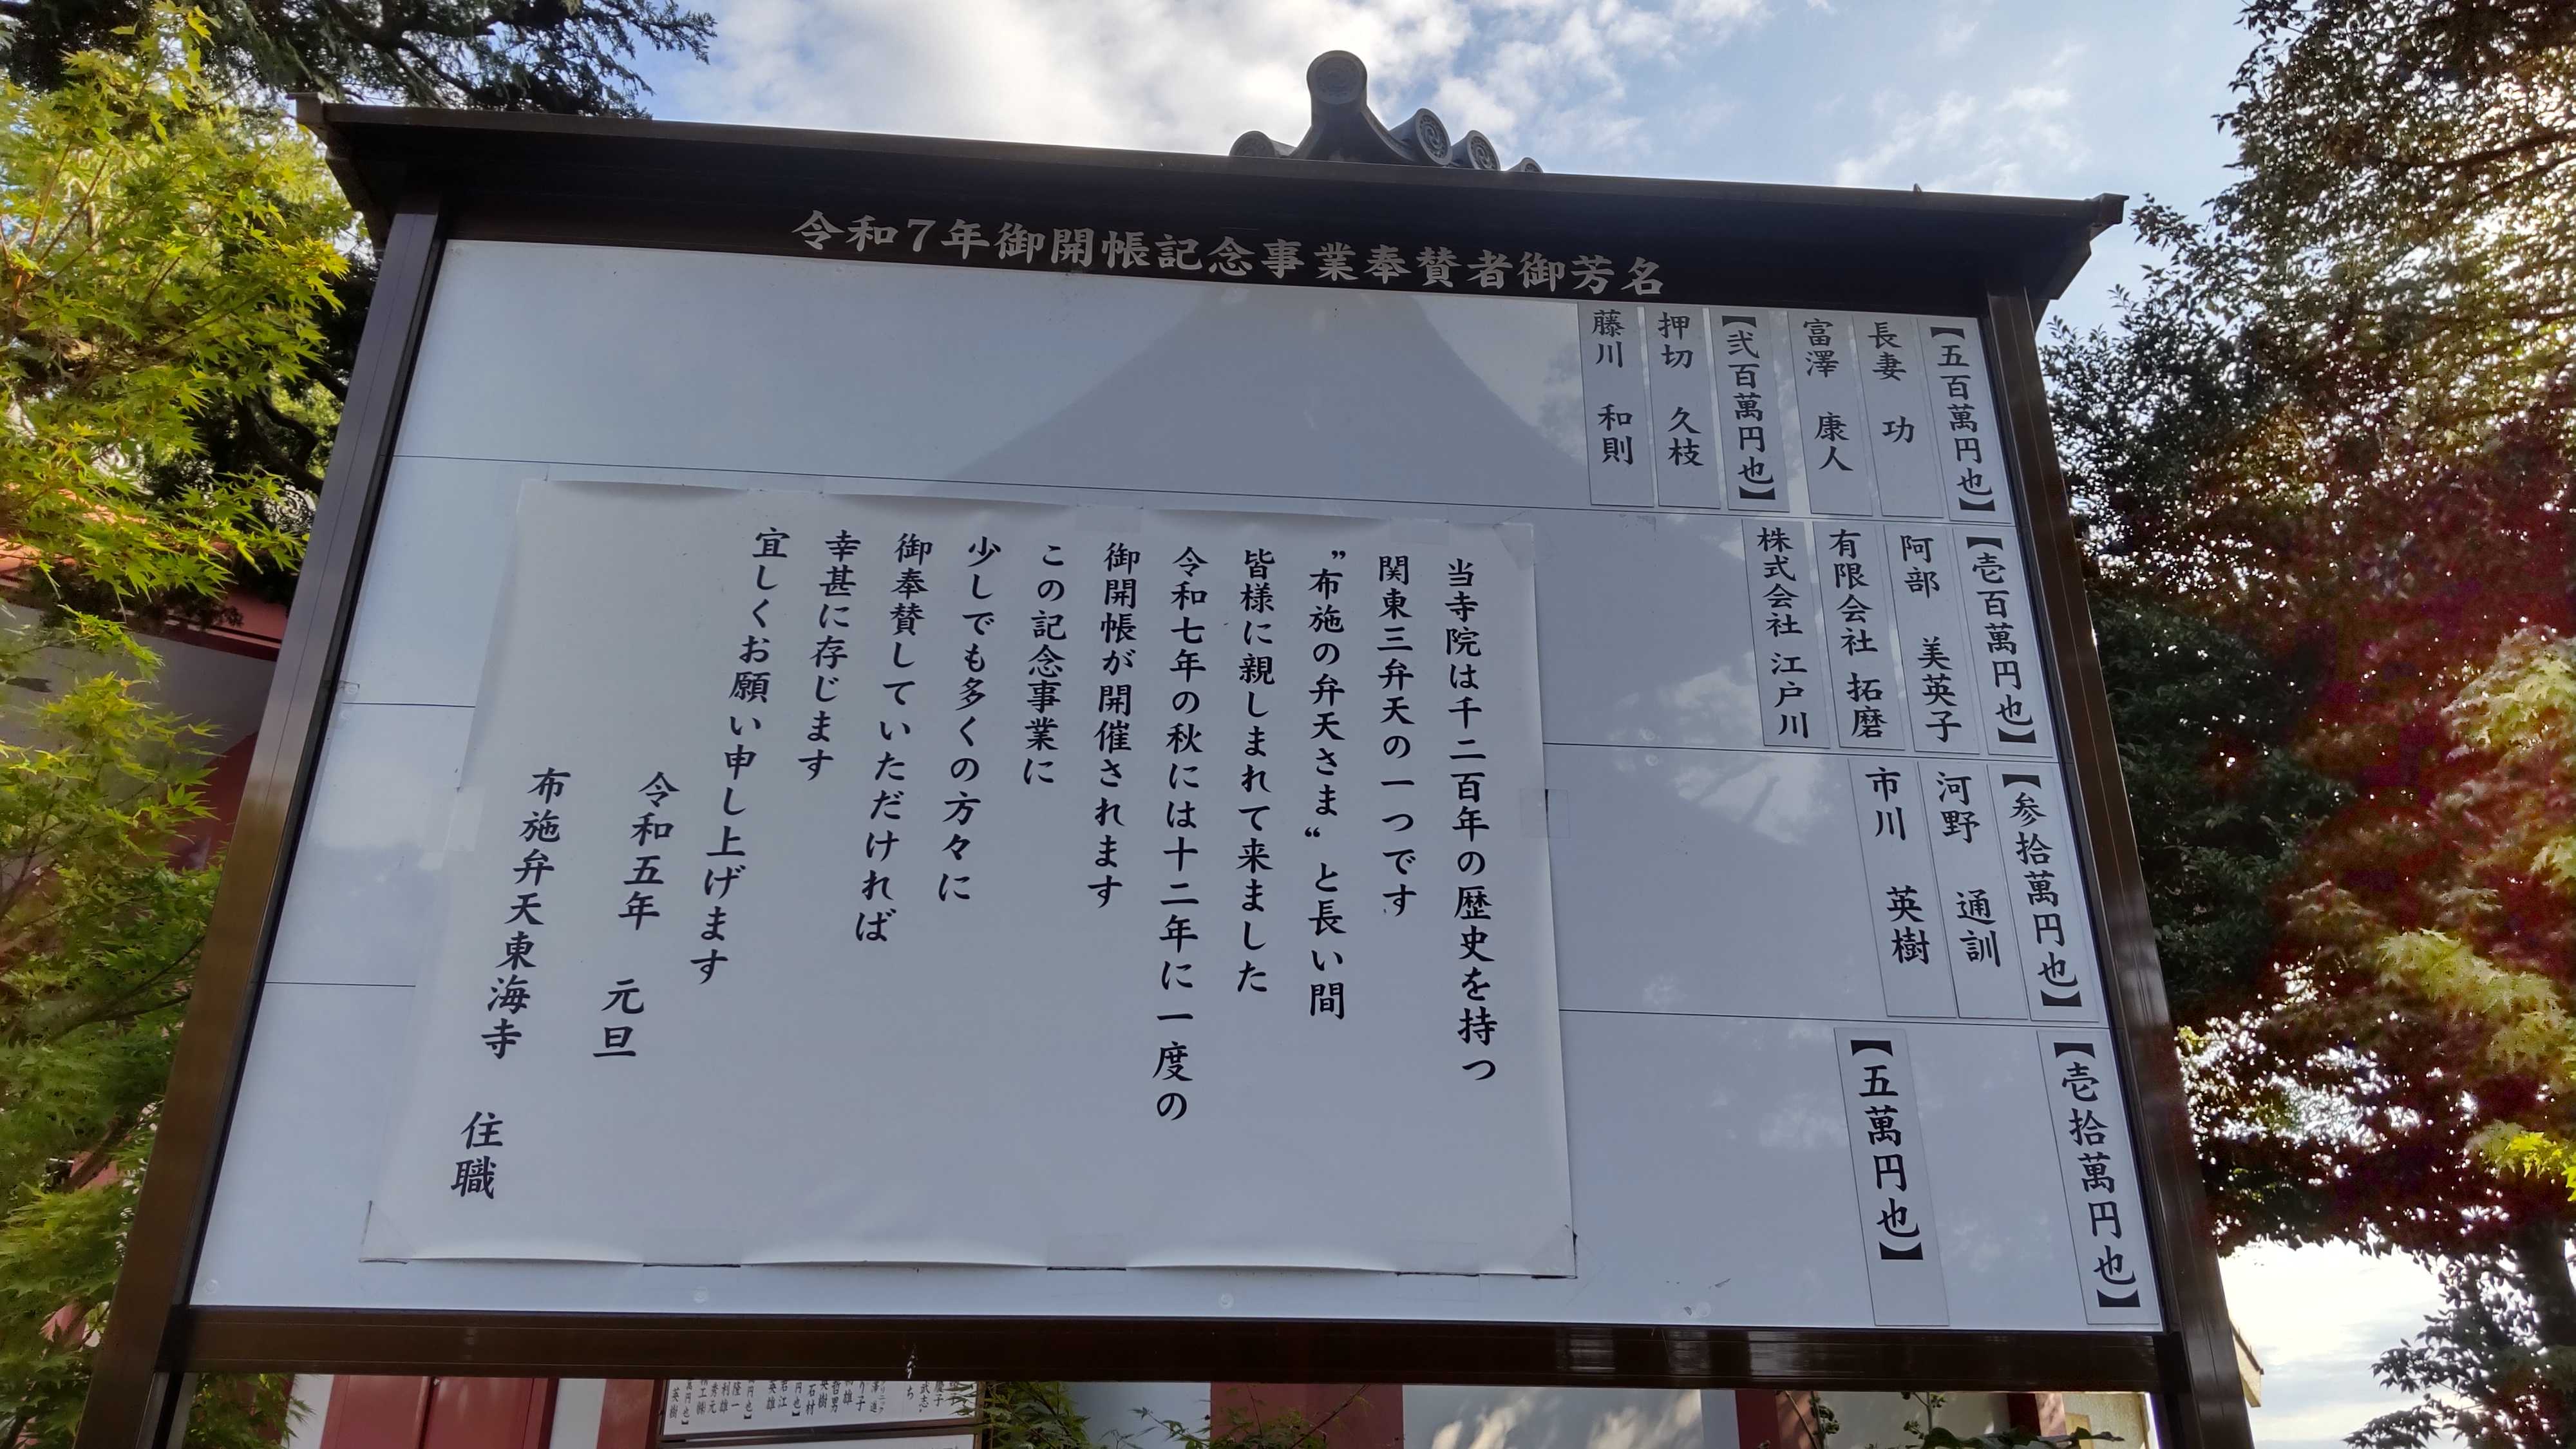 令和7年御開帳記念事業奉賛者御芳名
【五百萬円也】
長妻 功
富澤 康人
【弐百萬円也】
押切 久枝
藤川 和則
【壱百萬円也】
阿部 美英子
有限会社 拓磨
株式会社 江戸川
【参拾萬円也】
河野 通訓
市川 英樹
【壱拾萬円也】
【五萬円也】
当寺院は千二百年の歴史を持つ
関東三弁天の一つです
”布施の弁天さま“と長い間
皆様に親しまれて来ました
令和七年の秋には十二年に一度の
御開帳が開催されます
この記念事業に
少しでも多くの方々に
御奉賛していただければ
幸甚に存じます
宜しくお願い申し上げます
令和五年 元旦
布施弁天東海寺 住職